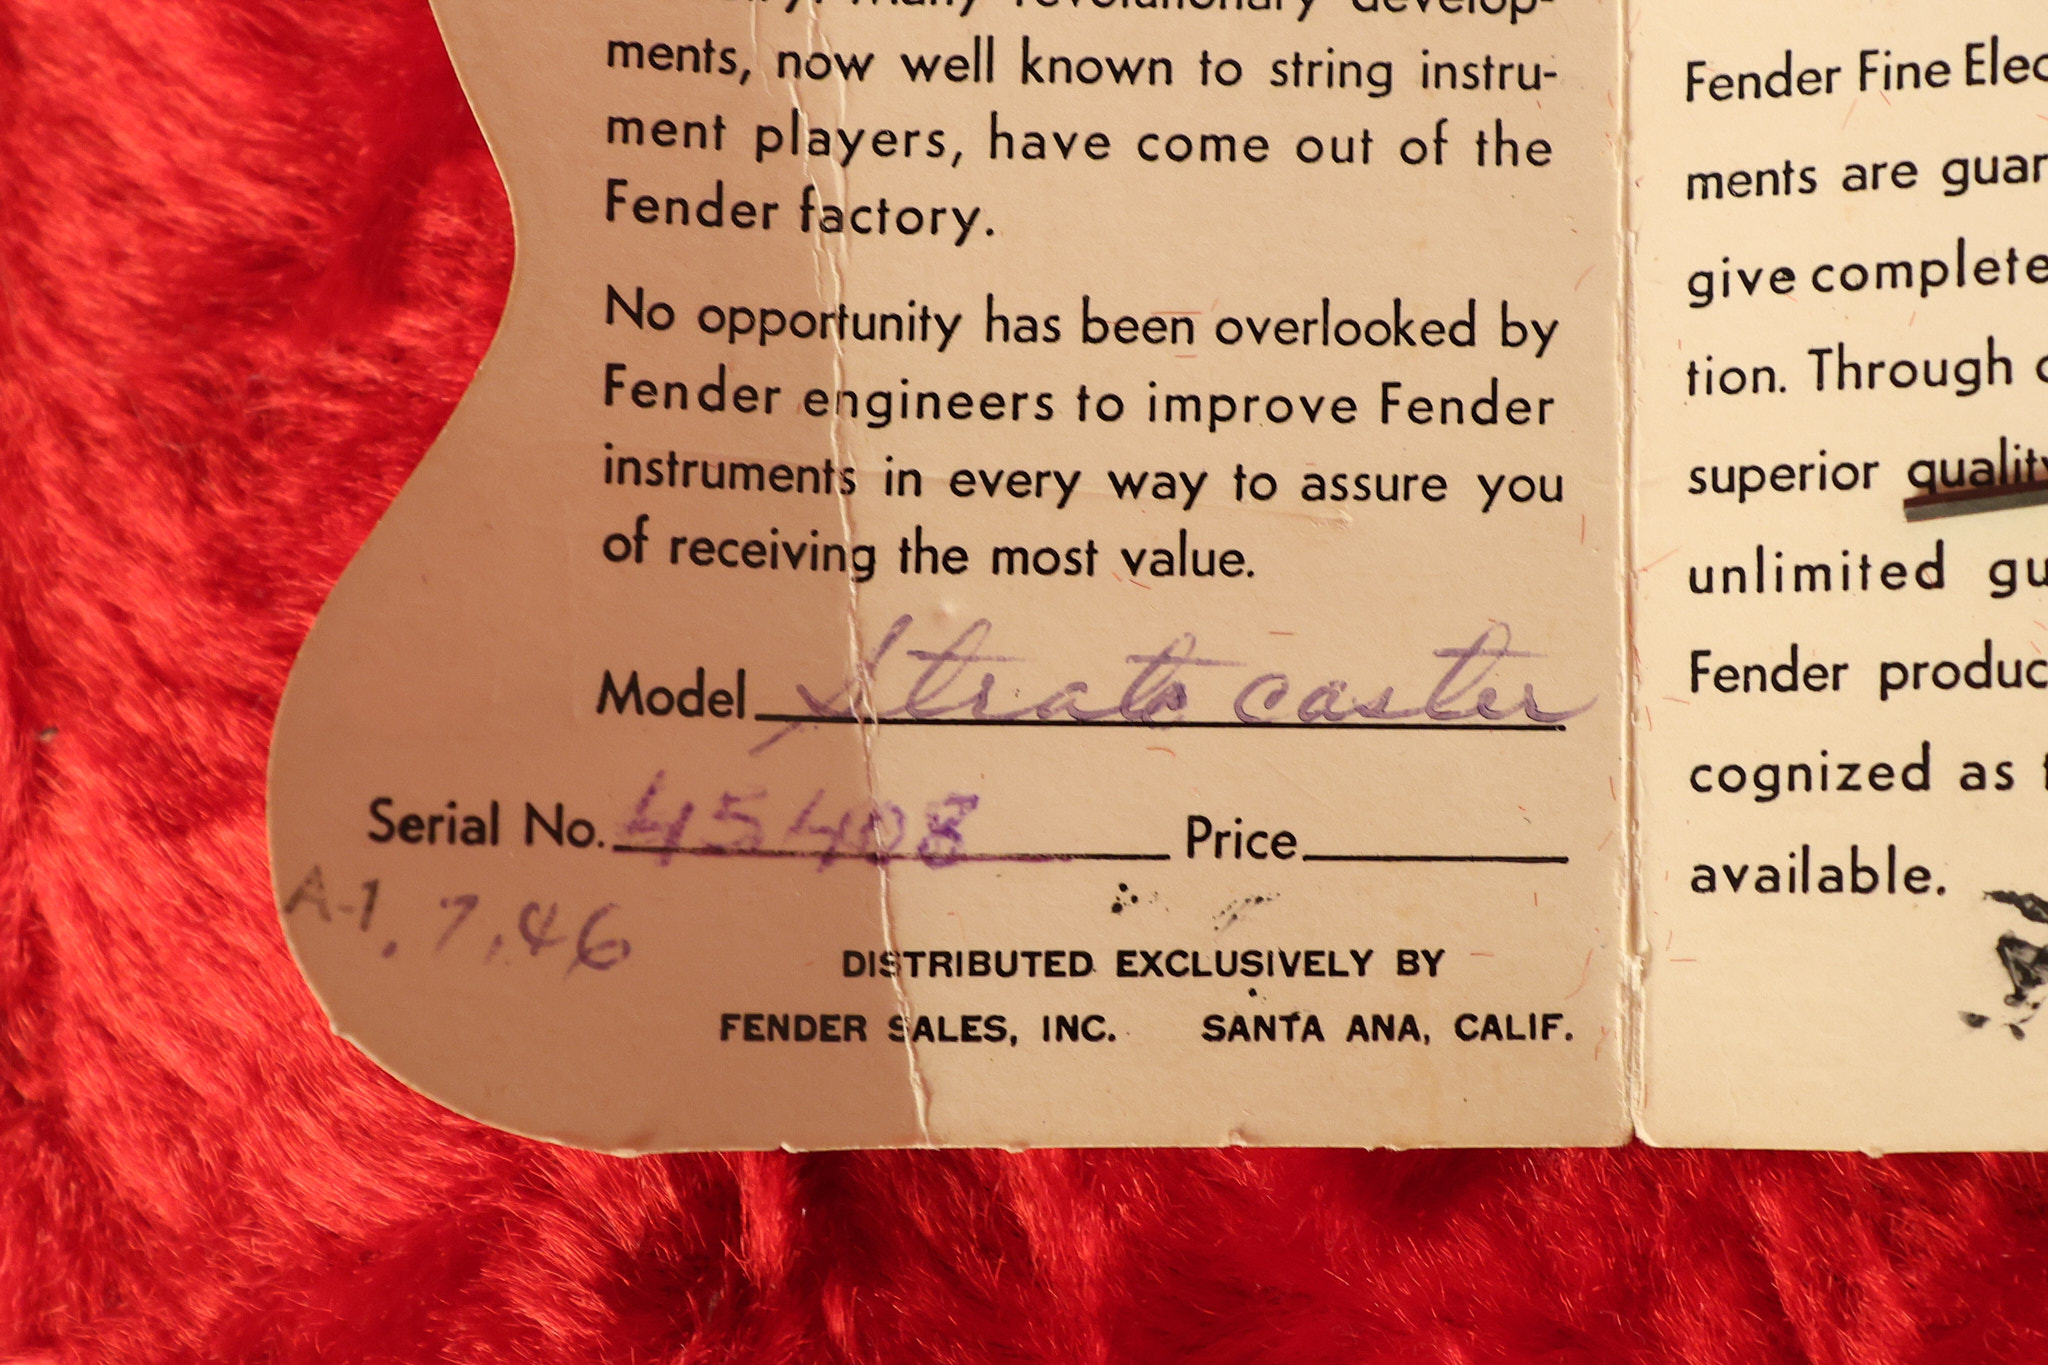 Many revolutionary develop-
ments, now well known to string instru-
ment players, have come out of the
Fender factory.
No opportunity has been overlooked by
Fender engineers to improve Fender
instruments in every way to assure you
of receiving the most value.
Model Stratocaster
Serial No. 45408 Price
A-1. 7.46
DISTRIBUTED EXCLUSIVELY BY
FENDER SALES, INC. SANTA ANA, CALIF.
Fender Fine Elec
ments are guar
give complete
tion. Through
superior quality
unlimited gu
Fender produc
cognized as
available.